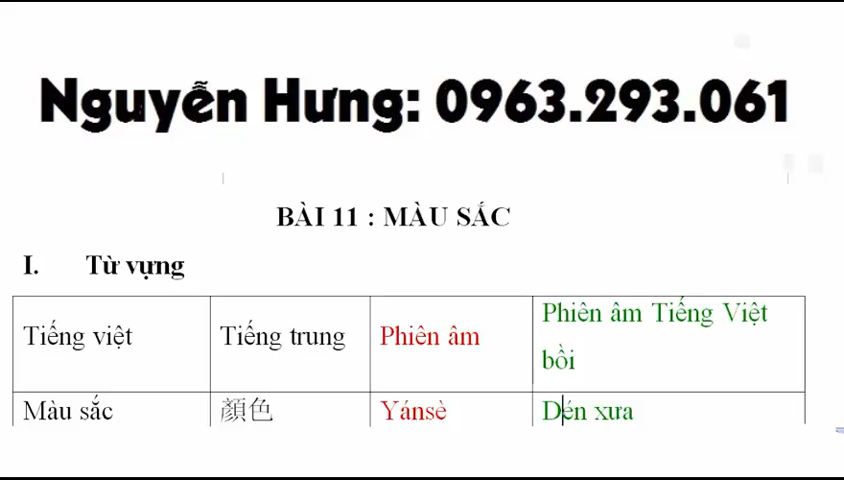 Nguyễn Hưng: 0963.293.061
BÀI 11 : MÀU SẮC
I. Từ vựng
Tiếng việt Tiếng trung Phiên âm Phiên âm Tiếng Việt bồi
Màu sắc 顏色 Yánsè Dén xưa